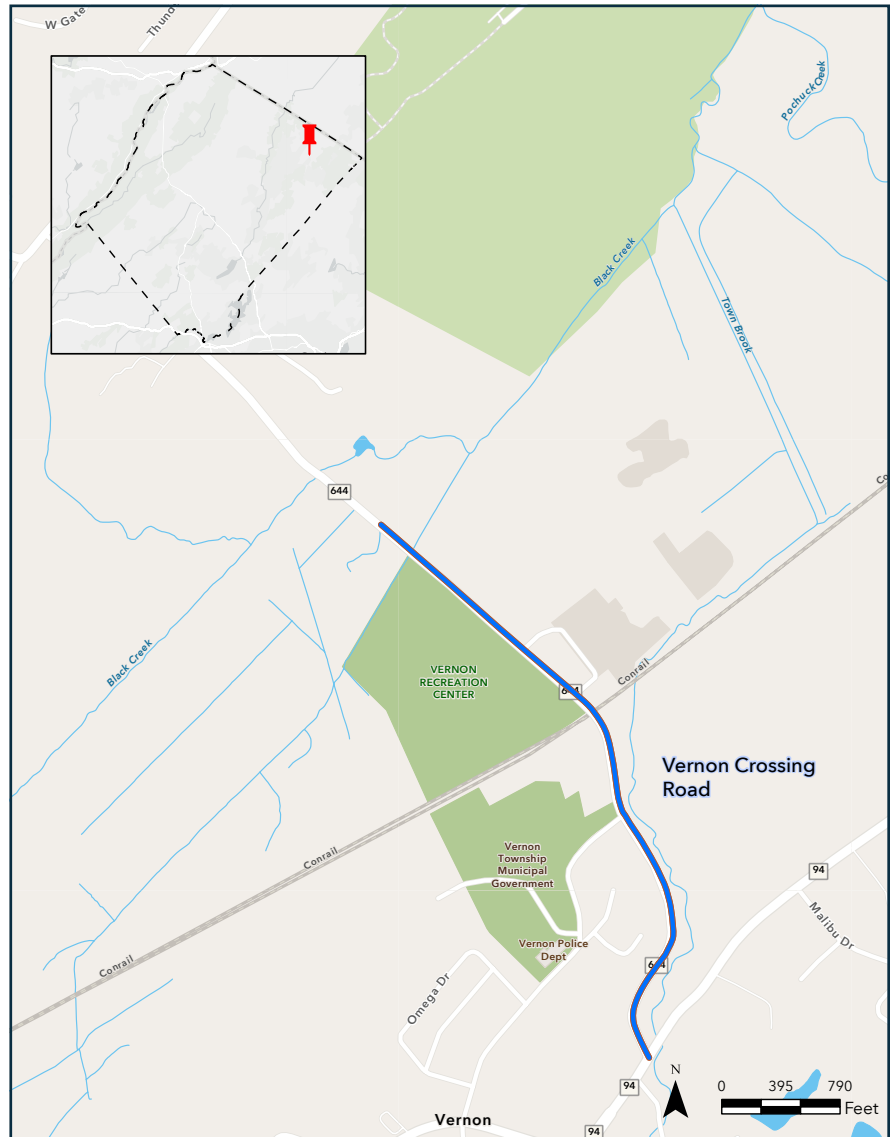 W Gate
Thund
Pochuck Creek
Black Creek
Town Brook
644
Co
Black Creek
VERNON
RECREATION
CENTER
Conrail
644
Vernon Crossing
Road
Conrail
Vernon
Township
Municipal
Government
94
Malibu Dr
Vernon Police
Dept
Conrail
644
Omega Dr
N
94
0 395 790
Feet
Vernon
94